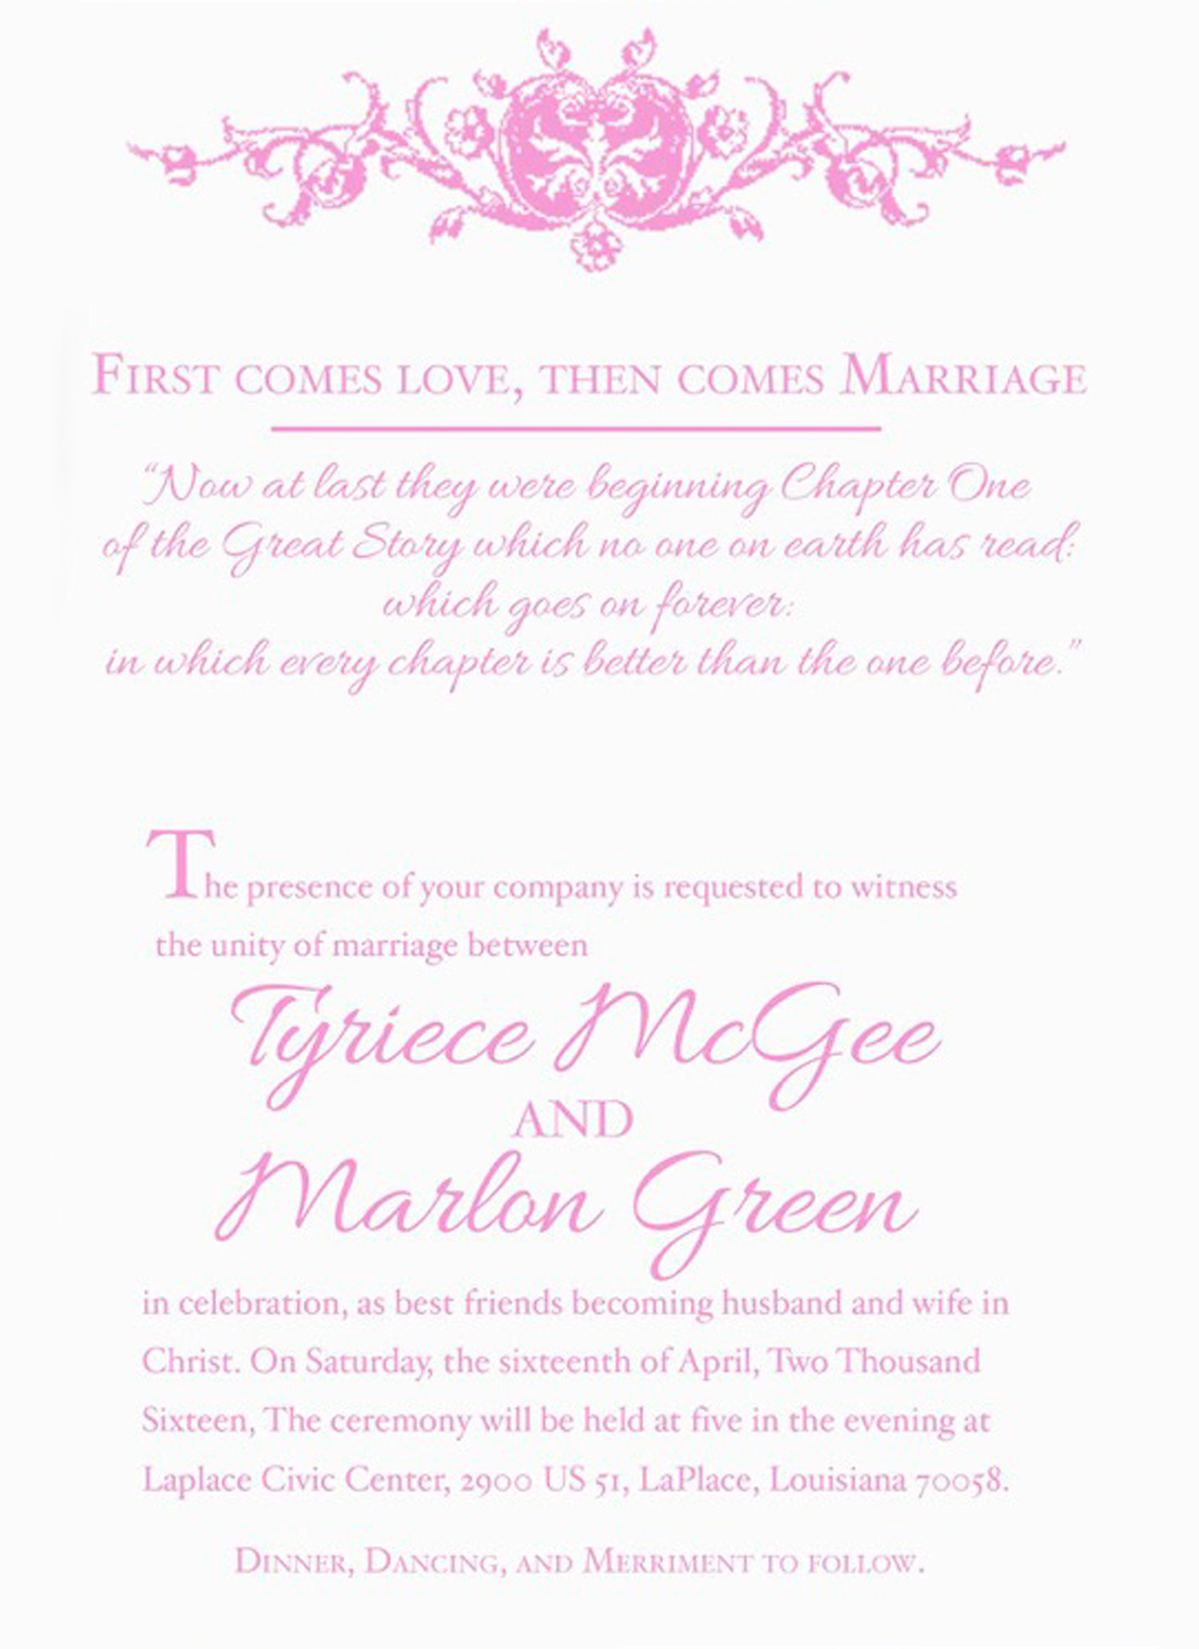 First comes love, then comes Marriage
“Now at last they were beginning Chapter One
of the Great Story which no one on earth has read:
which goes on forever:
in which every chapter is better than the one before.”
The presence of your company is requested to witness
the unity of marriage between
Tyriece McGee
AND
Marlon Green
in celebration, as best friends becoming husband and wife in
Christ. On Saturday, the sixteenth of April, Two Thousand
Sixteen, The ceremony will be held at five in the evening at
Laplace Civic Center, 2900 US 51, LaPlace, Louisiana 70058.
Dinner, Dancing, and Merriment to follow.